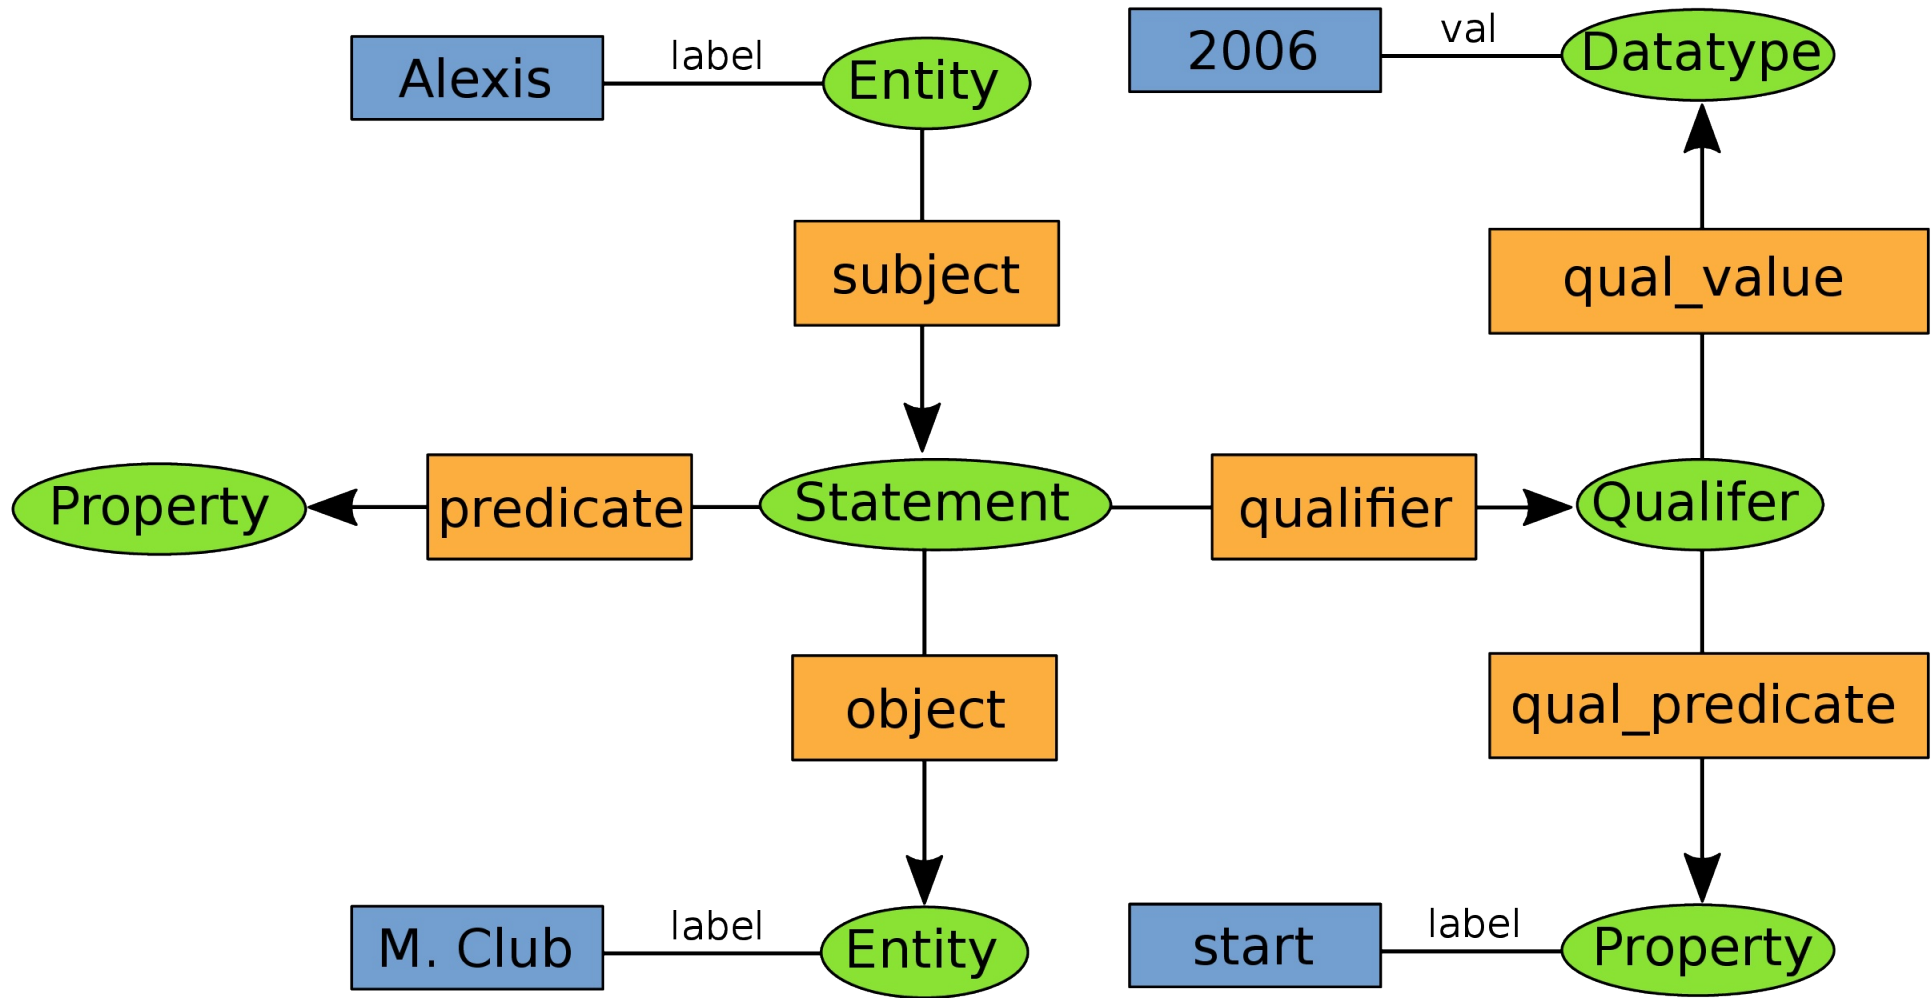 Alexis
label
Entity
2006
val
Datatype
subject
qual_value
Property
predicate
Statement
qualifier
Qualifer
object
qual_predicate
M. Club
label
Entity
start
label
Property